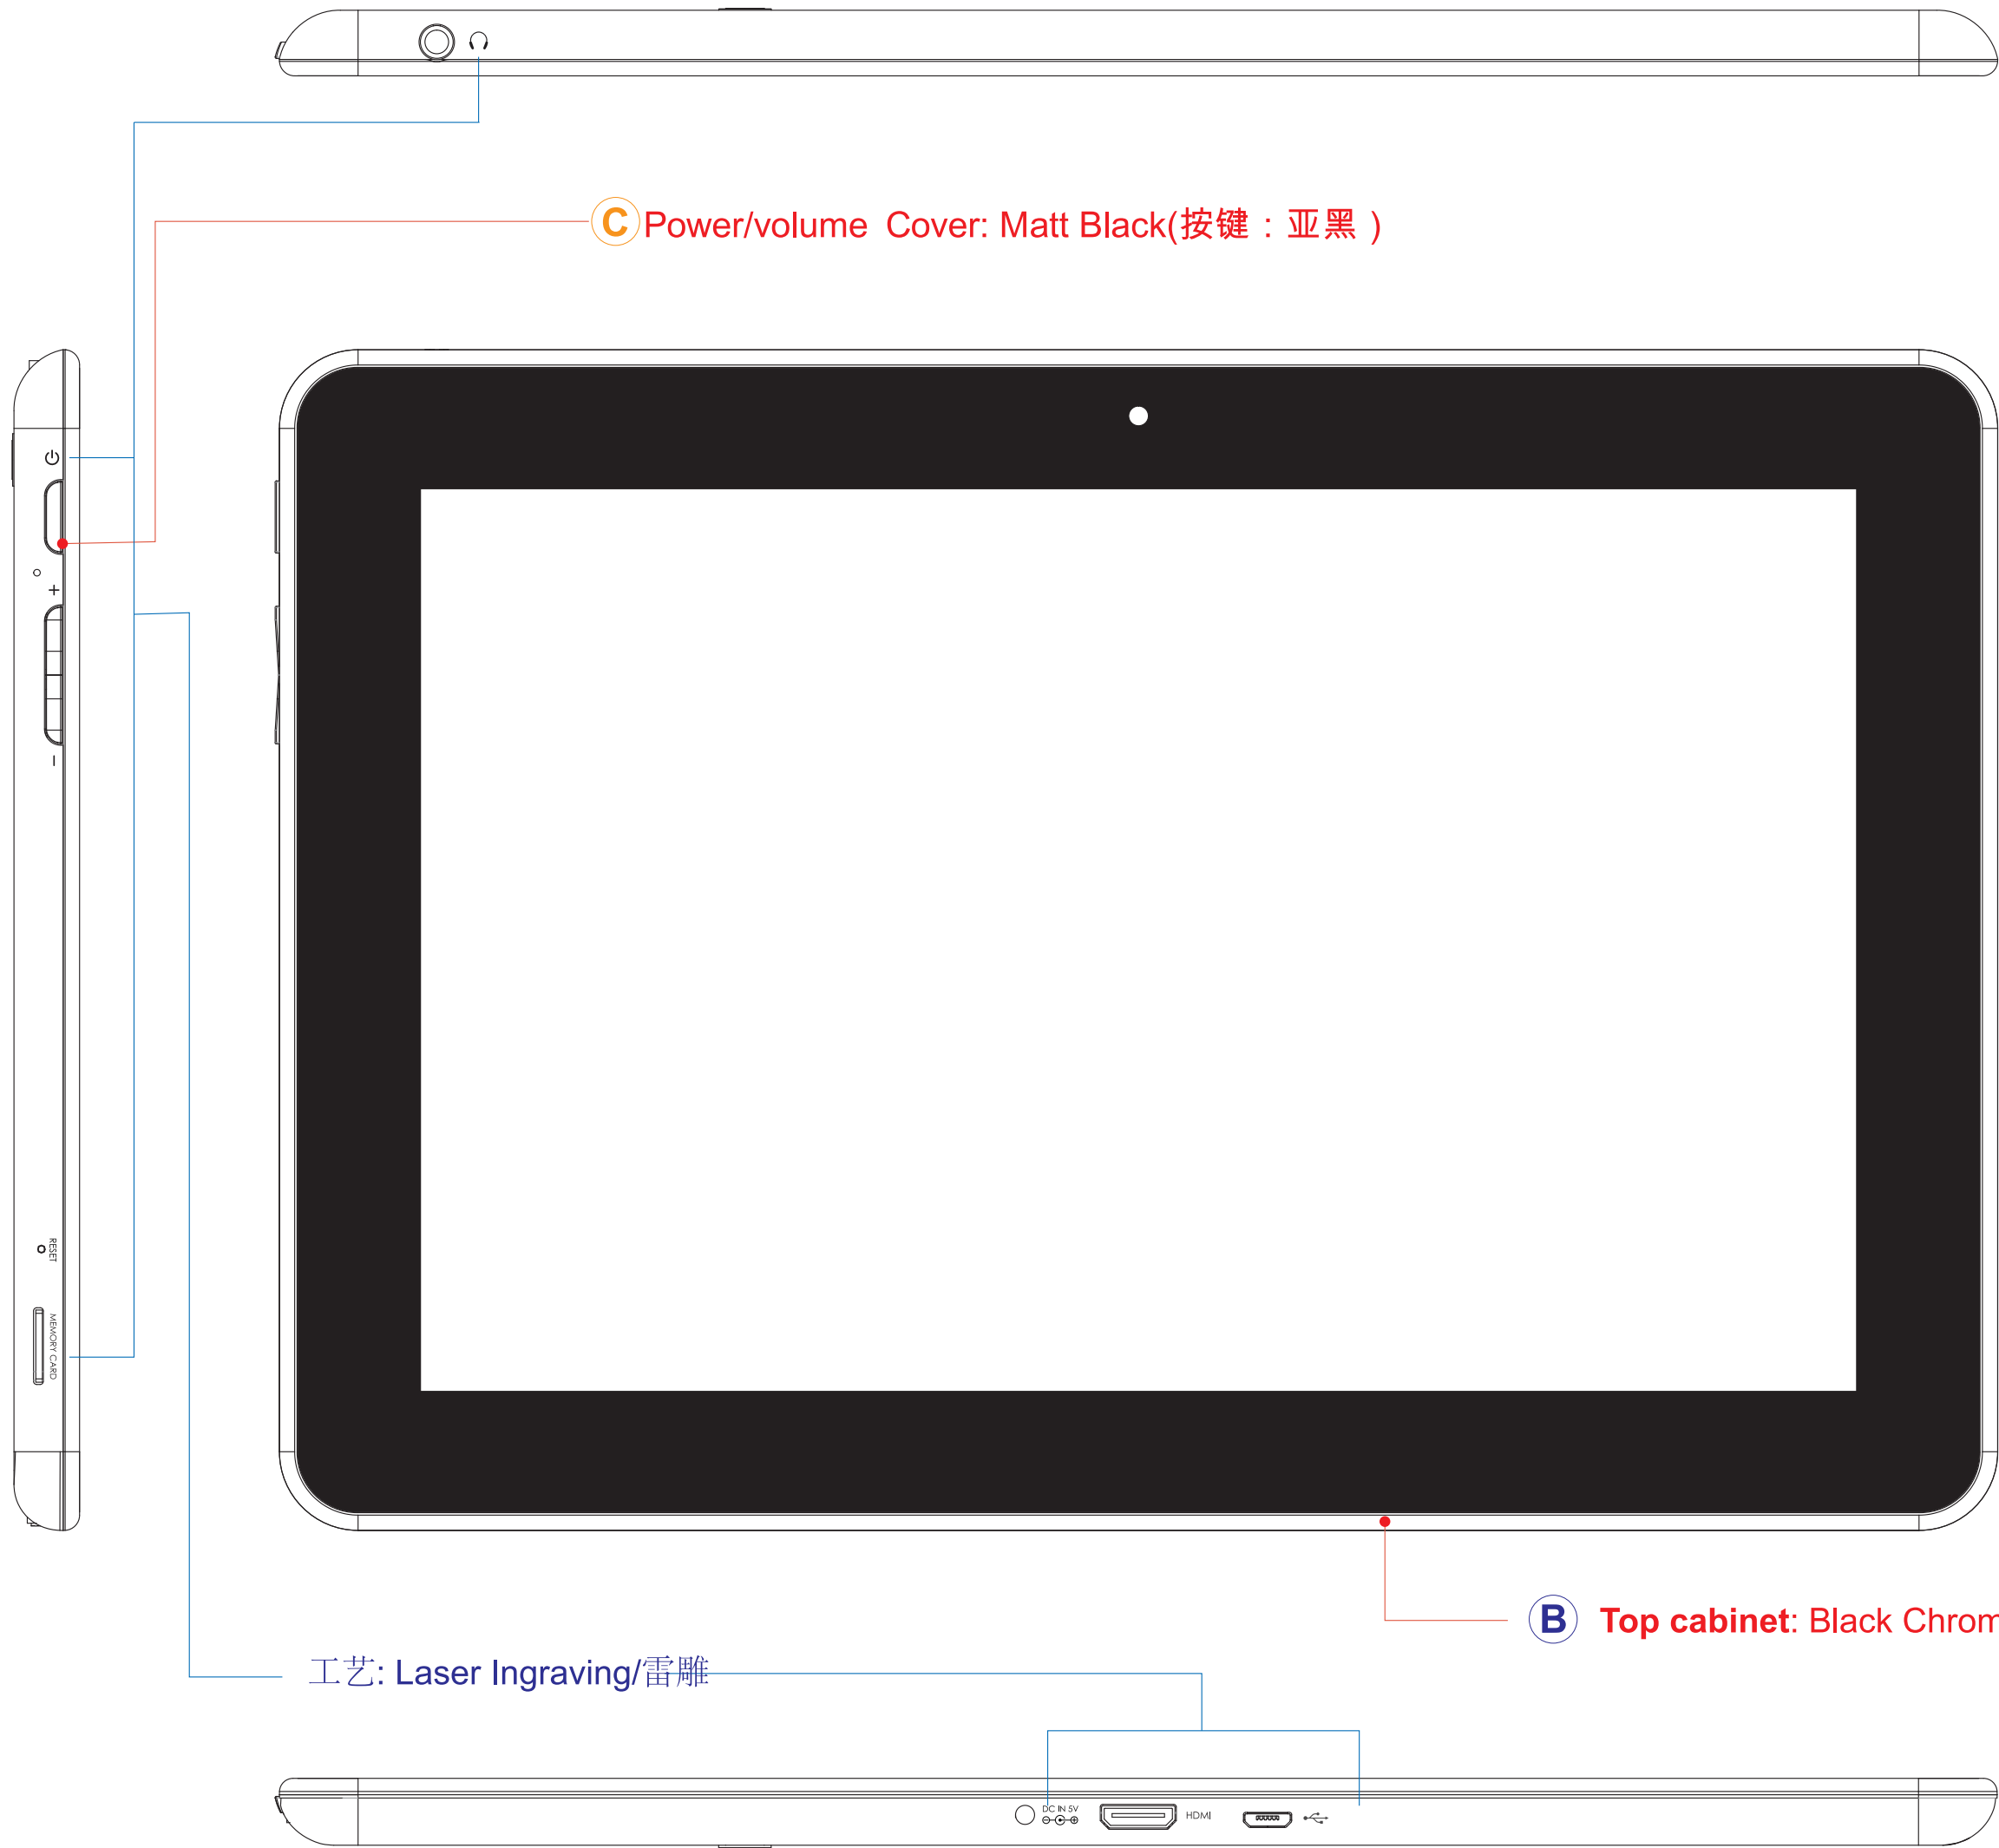 C Power/volume Cover: Matt Black(按键：亚黑 )
+
−
RESET
MEMORY CARD
B Top cabinet: Black Chrom
工艺: Laser Ingraving/雷雕
DC IN 5V
HDMI